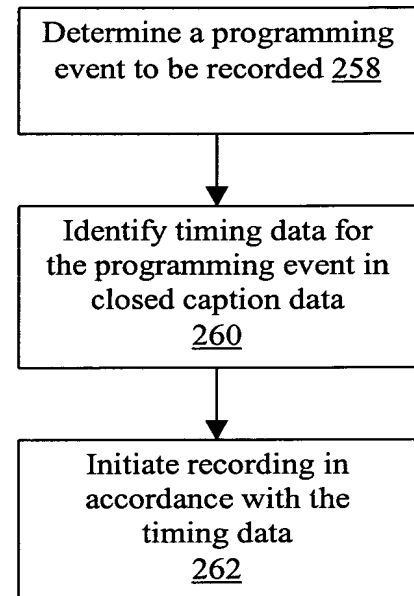 Determine a programming
event to be recorded 258
Identify timing data for
the programming event in
closed caption data
260
Initiate recording in
accordance with the
timing data
262